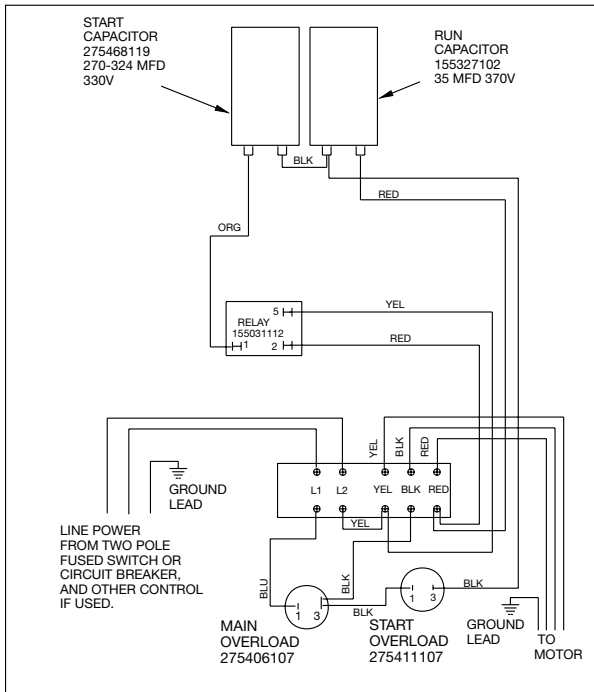 START
CAPACITOR
275468119
270-324 MFD
330V
RUN
CAPACITOR
155327102
35 MFD 370V
BLK
RED
ORG
YEL
5
RELAY
155031112
1
2
RED
YEL
BLK
RED
GROUND
LEAD
L1
L2
YEL
BLK
RED
YEL
LINE POWER
FROM TWO POLE
FUSED SWITCH OR
CIRCUIT BREAKER,
AND OTHER CONTROL
IF USED.
BLU
BLK
1
3
BLK
1
3
BLK
MAIN
OVERLOAD
275406107
START
OVERLOAD
275411107
GROUND
LEAD
TO
MOTOR